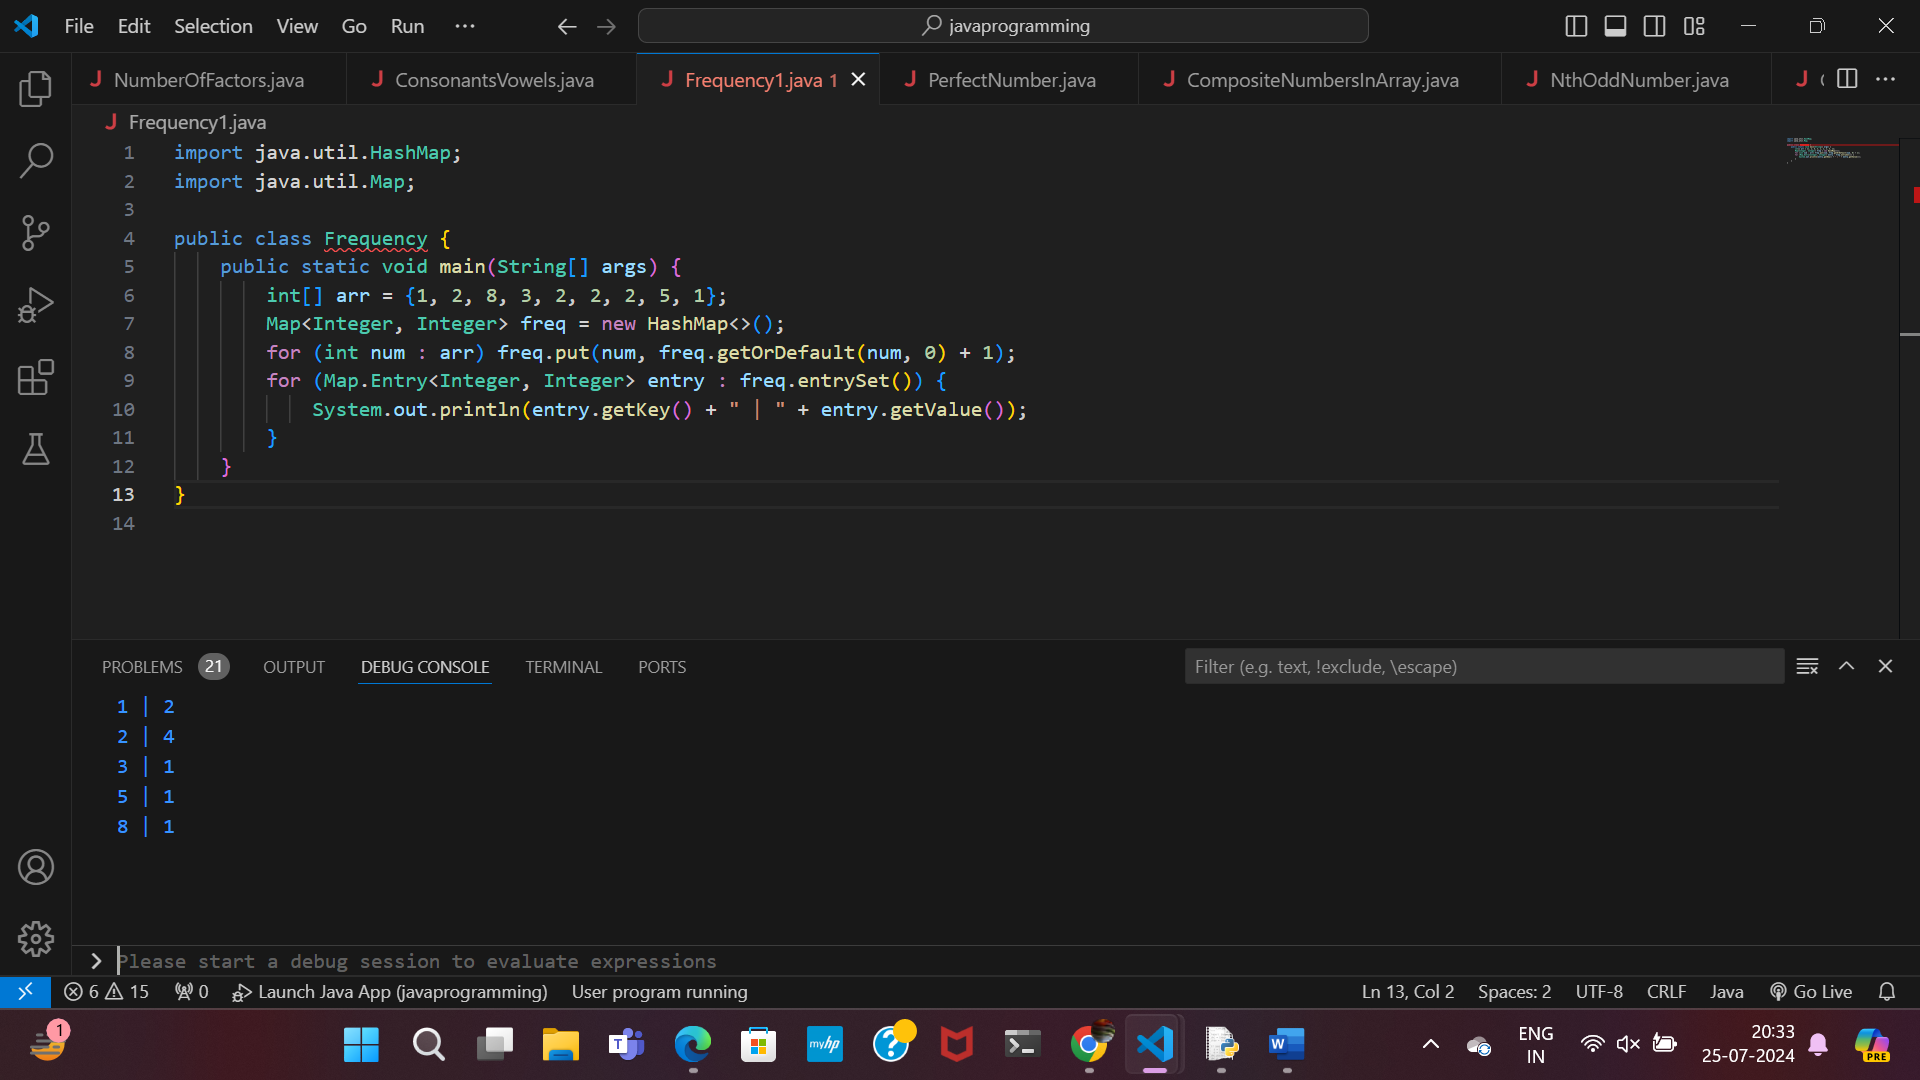 File Edit Selection View Go Run ···
javaprogramming
NumberOfFactors.java ConsonantsVowels.java Frequency1.java 1 PerfectNumber.java CompositeNumbersInArray.java NthOddNumber.java
Frequency1.java
1 import java.util.HashMap;
2 import java.util.Map;
3
4 public class Frequency {
5 public static void main(String[] args) {
6 int[] arr = {1, 2, 8, 3, 2, 2, 2, 5, 1};
7 Map<Integer, Integer> freq = new HashMap<>();
8 for (int num : arr) freq.put(num, freq.getOrDefault(num, 0) + 1);
9 for (Map.Entry<Integer, Integer> entry : freq.entrySet()) {
10 System.out.println(entry.getKey() + " | " + entry.getValue());
11 }
12 }
13 }
14
PROBLEMS 21 OUTPUT DEBUG CONSOLE TERMINAL PORTS Filter (e.g. text, !exclude, \escape)
1 | 2
2 | 4
3 | 1
5 | 1
8 | 1
Please start a debug session to evaluate expressions
6 15 0 Launch Java App (javaprogramming) User program running Ln 13, Col 2 Spaces: 2 UTF-8 CRLF Java Go Live
1
myhp
ENG
IN
20:33
25-07-2024
PRE